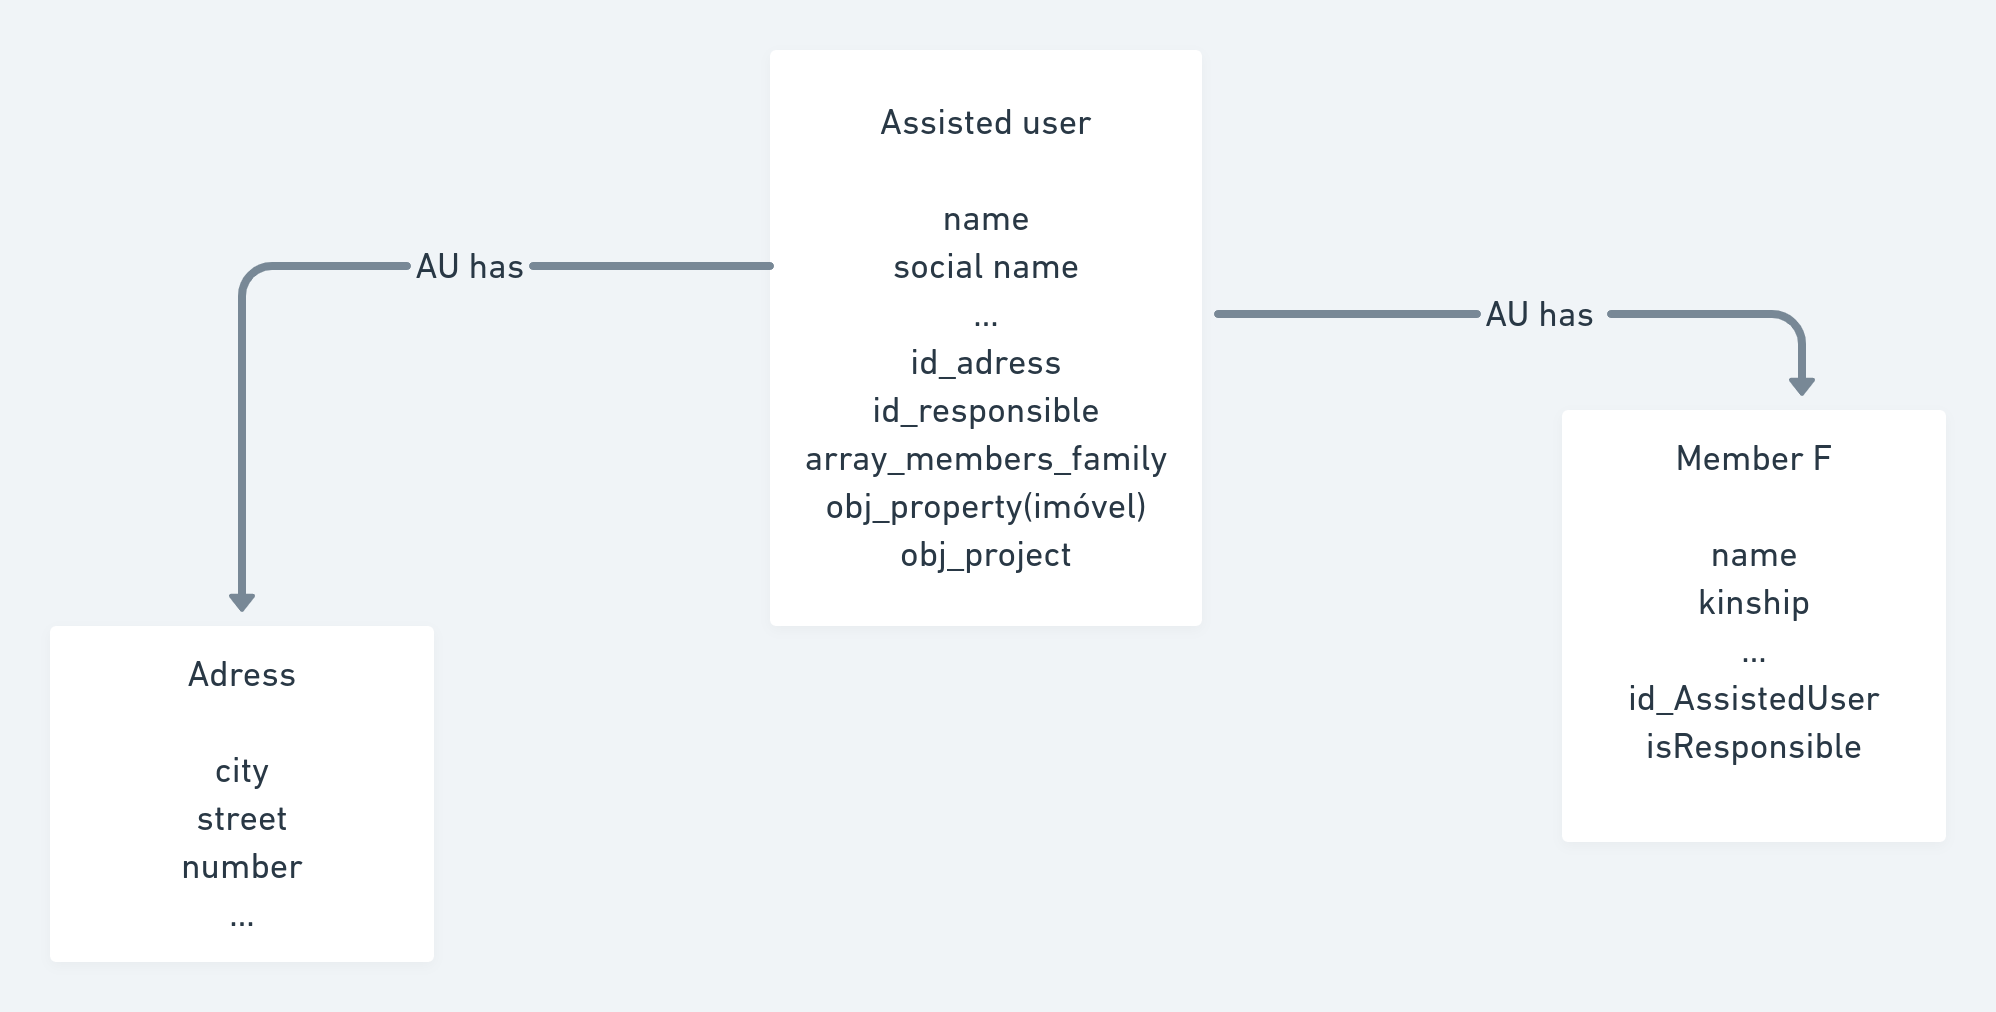 Assisted user
name
social name
...
id_adress
id_responsible
array_members_family
obj_property(imóvel)
obj_project
AU has
AU has
Adress
city
street
number
...
Member F
name
kinship
...
id_AssistedUser
isResponsible